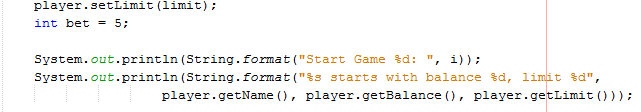 player.setLimit(limit);
int bet = 5;
System.out.println(String.format("Start Game %d: ", i));
System.out.println(String.format("%s starts with balance %d, limit %d",
player.getName(), player.getBalance(), player.getLimit()));